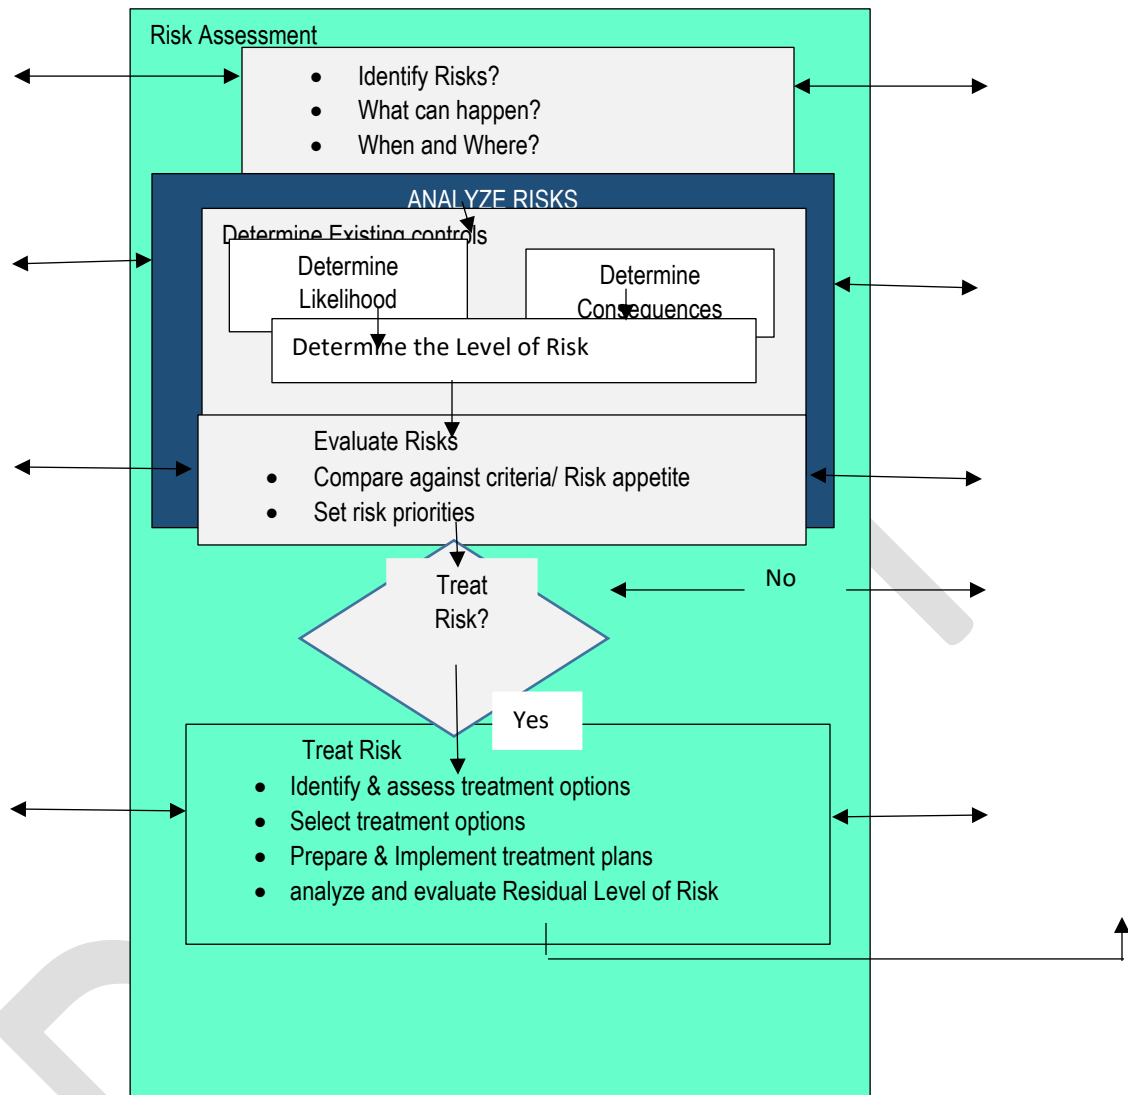 Risk Assessment
• Identify Risks?
• What can happen?
• When and Where?
ANALYZE RISKS
Determine Existing controls
Determine
Likelihood
Determine
Consequences
Determine the Level of Risk
Evaluate Risks
• Compare against criteria/ Risk appetite
• Set risk priorities
Treat
Risk?
No
Yes
Treat Risk
• Identify & assess treatment options
• Select treatment options
• Prepare & Implement treatment plans
• analyze and evaluate Residual Level of Risk